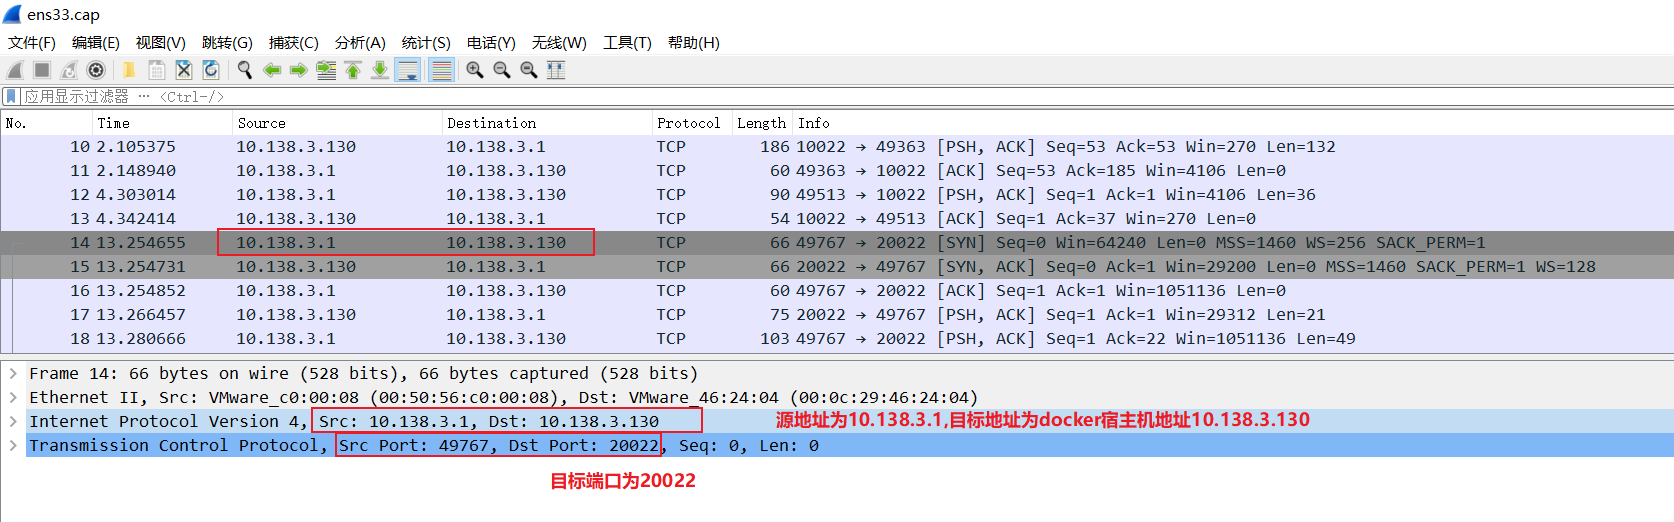 ens33.cap
文件(F) 编辑(E) 视图(V) 跳转(G) 捕获(C) 分析(A) 统计(S) 电话(Y) 无线(W) 工具(T) 帮助(H)
应用显示过滤器 … <Ctrl-/>
No. Time Source Destination Protocol Length Info
10 2.105375 10.138.3.130 10.138.3.1 TCP 186 10022 → 49363 [PSH, ACK] Seq=53 Ack=53 Win=270 Len=132
11 2.148940 10.138.3.1 10.138.3.130 TCP 60 49363 → 10022 [ACK] Seq=53 Ack=185 Win=4106 Len=0
12 4.303014 10.138.3.1 10.138.3.130 TCP 90 49513 → 10022 [PSH, ACK] Seq=1 Ack=1 Win=4106 Len=36
13 4.342414 10.138.3.130 10.138.3.1 TCP 54 10022 → 49513 [ACK] Seq=1 Ack=37 Win=270 Len=0
14 13.254655 10.138.3.1 10.138.3.130 TCP 66 49767 → 20022 [SYN] Seq=0 Win=64240 Len=0 MSS=1460 WS=256 SACK_PERM=1
15 13.254731 10.138.3.130 10.138.3.1 TCP 66 20022 → 49767 [SYN, ACK] Seq=0 Ack=1 Win=29200 Len=0 MSS=1460 SACK_PERM=1 WS=128
16 13.254852 10.138.3.1 10.138.3.130 TCP 60 49767 → 20022 [ACK] Seq=1 Ack=1 Win=1051136 Len=0
17 13.266457 10.138.3.130 10.138.3.1 TCP 75 20022 → 49767 [PSH, ACK] Seq=1 Ack=1 Win=29312 Len=21
18 13.280666 10.138.3.1 10.138.3.130 TCP 103 49767 → 20022 [PSH, ACK] Seq=1 Ack=22 Win=1051136 Len=49
Frame 14: 66 bytes on wire (528 bits), 66 bytes captured (528 bits)
Ethernet II, Src: VMware_c0:00:08 (00:50:56:c0:00:08), Dst: VMware_46:24:04 (00:0c:29:46:24:04)
Internet Protocol Version 4, Src: 10.138.3.1, Dst: 10.138.3.130 源地址为10.138.3.1,目标地址为docker宿主机地址10.138.3.130
Transmission Control Protocol, Src Port: 49767, Dst Port: 20022, Seq: 0, Len: 0
目标端口为20022